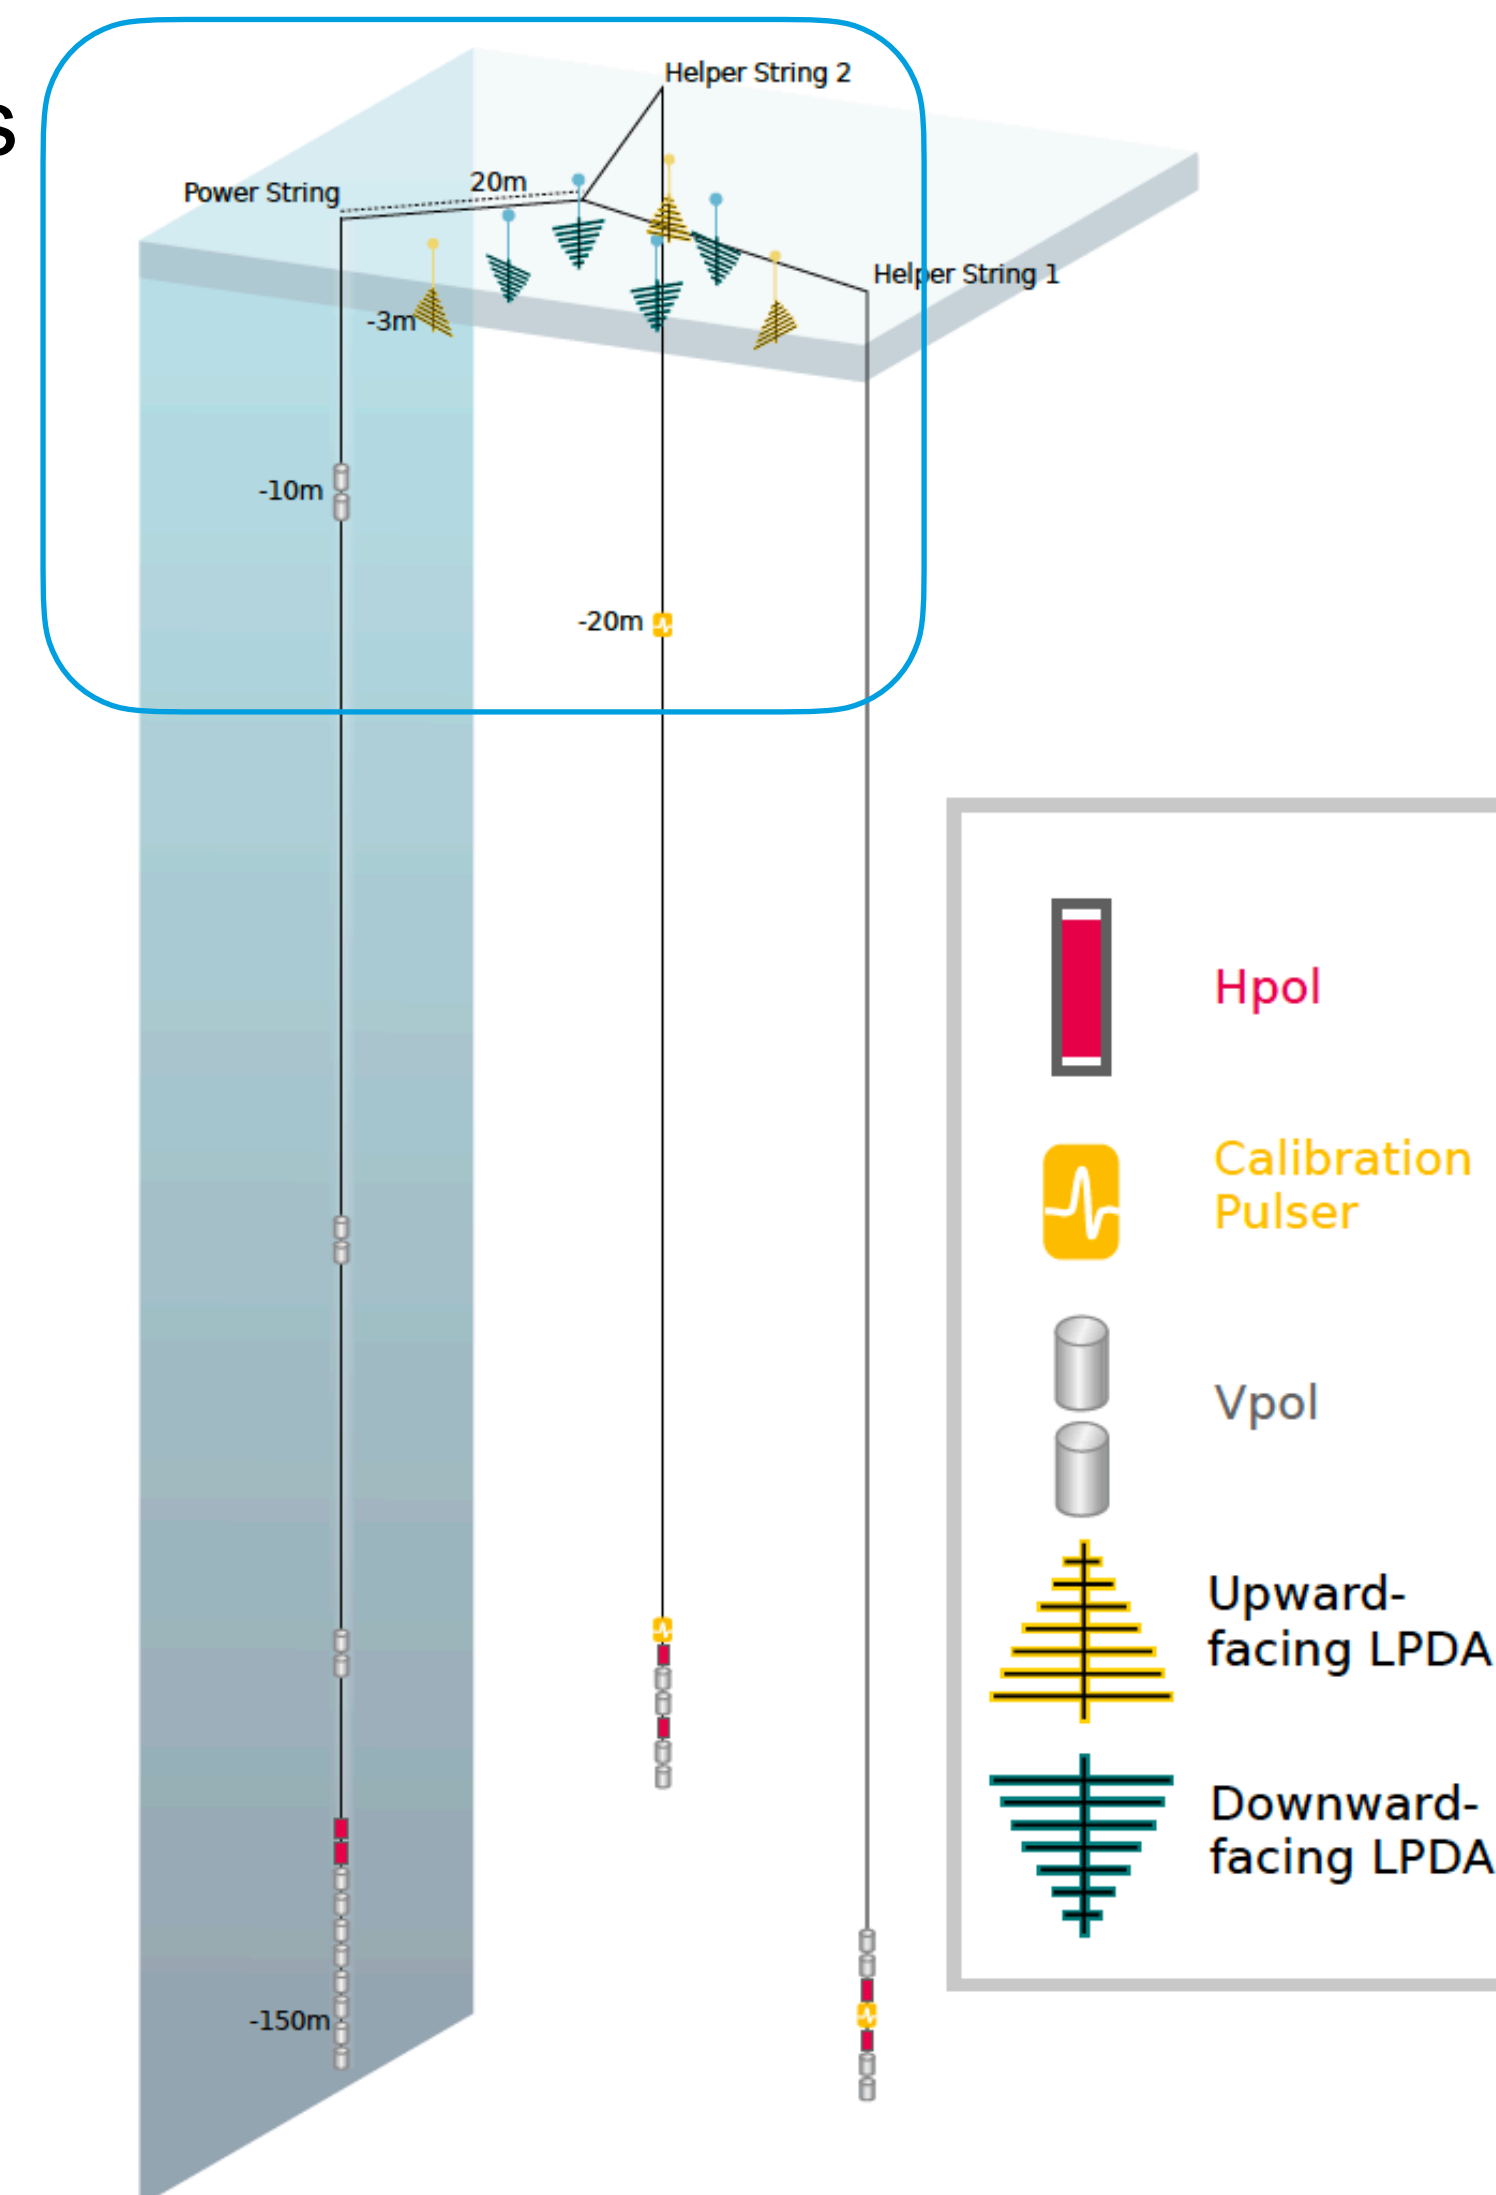 s
Helper String 2
Power String
20m
Helper String 1
-3m
-10m
-20m
Hpol
Calibration
Pulser
Vpol
Upward-
facing LPDA
Downward-
facing LPDA
-150m